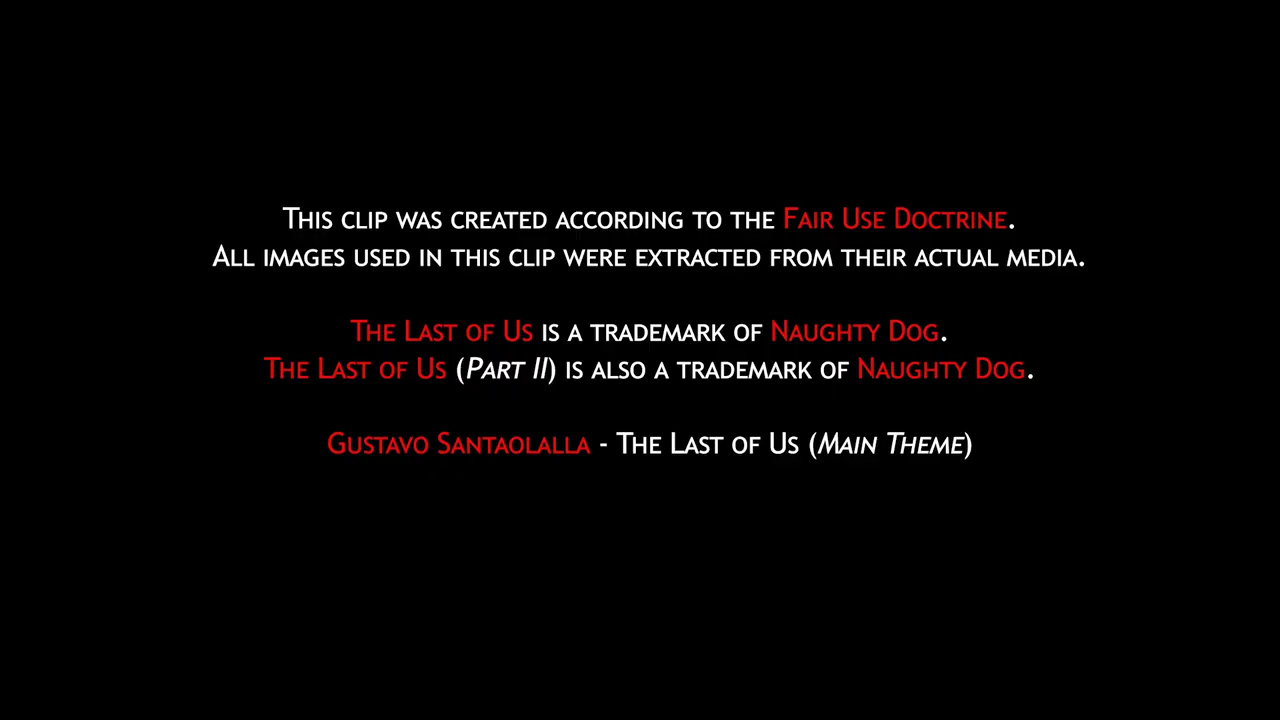 This clip was created according to the Fair Use Doctrine.
All images used in this clip were extracted from their actual media.
The Last of Us is a trademark of Naughty Dog.
The Last of Us (Part II) is also a trademark of Naughty Dog.
Gustavo Santaolalla - The Last of Us (Main Theme)